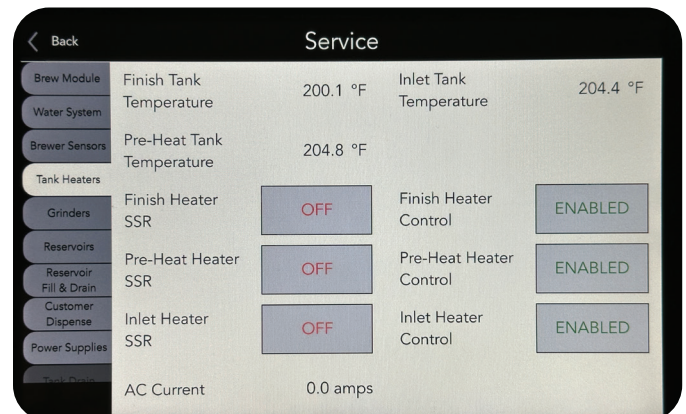 Back
Service
Brew Module
Water System
Brewer Sensors
Tank Heaters
Grinders
Reservoirs
Reservoir
Fill & Drain
Customer
Dispense
Power Supplies
Tank Drain
Finish Tank
Temperature
200.1 °F
Inlet Tank
Temperature
204.4 °F
Pre-Heat Tank
Temperature
204.8 °F
Finish Heater
SSR
OFF
Finish Heater
Control
ENABLED
Pre-Heat Heater
SSR
OFF
Pre-Heat Heater
Control
ENABLED
Inlet Heater
SSR
OFF
Inlet Heater
Control
ENABLED
AC Current
0.0 amps